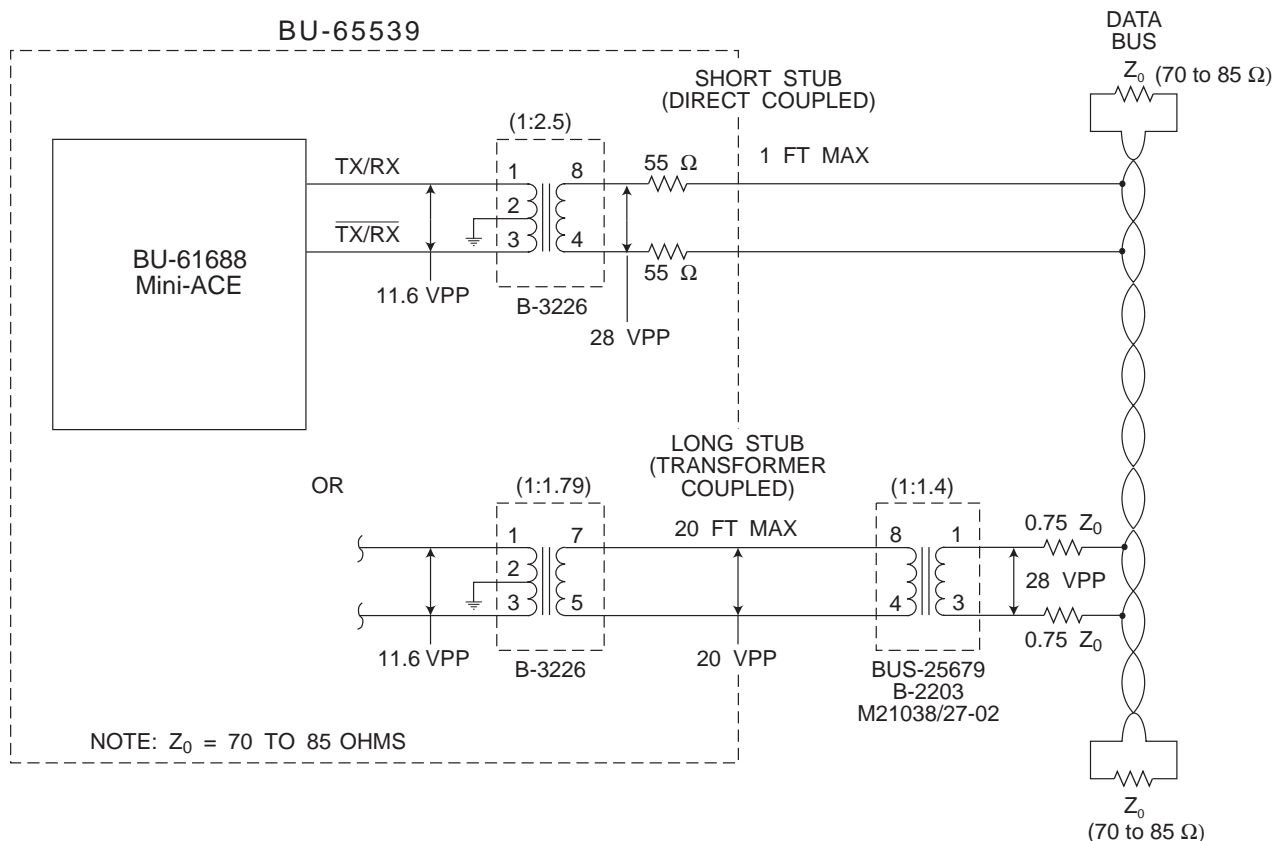 BU-65539
DATA
BUS
Z0 (70 to 85 Ω)
SHORT STUB
(DIRECT COUPLED)
(1:2.5)
1 FT MAX
55 Ω
TX/RX
1
8
2
TX/RX
3
4
55 Ω
BU-61688
Mini-ACE
11.6 VPP
B-3226
28 VPP
LONG STUB
(TRANSFORMER
COUPLED)
OR
(1:1.79)
(1:1.4)
20 FT MAX
0.75 Z0
1
7
8
1
2
28 VPP
3
5
4
3
0.75 Z0
11.6 VPP
B-3226
20 VPP
BUS-25679
B-2203
M21038/27-02
NOTE: Z0 = 70 TO 85 OHMS
Z0
(70 to 85 Ω)